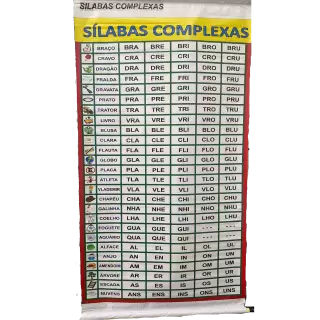 SÍLABAS COMPLEXAS
SÍLABAS COMPLEXAS
BRAÇO BRA BRE BRI BRO BRU
CRAVO CRA CRE CRI CRO CRU
DRAGÃO DRA DRE DRI DRO DRU
FRALDA FRA FRE FRI FRO FRU
GRAVATA GRA GRE GRI GRO GRU
PRATO PRA PRE PRI PRO PRU
TRATOR TRA TRE TRI TRO TRU
LIVRO VRA VRE VRI VRO VRU
BLUSA BLA BLE BLI BLO BLU
CLARA CLA CLE CLI CLO CLU
FLAUTA FLA FLE FLI FLO FLU
GLOBO GLA GLE GLI GLO GLU
PLACA PLA PLE PLI PLO PLU
ATLETA TLA TLE TLI TLO TLU
VLADEMIR VLA VLE VLI VLO VLU
CHAPÉU CHA CHE CHI CHO CHU
GALINHA NHA NHE NHI NHO NHU
COELHO LHA LHE LHI LHO LHU
FOGUETE GUA GUE GUI --- ---
AQUÁRIO QUA QUE QUI --- ---
ALFACE AL EL IL OL UL
ANJO AN EN IN ON UN
AMENDOIM AM EM IM OM UM
ÁRVORE AR ER IR OR UR
ESCADA AS ES IS OS US
NUVENS ANS ENS INS ONS UNS